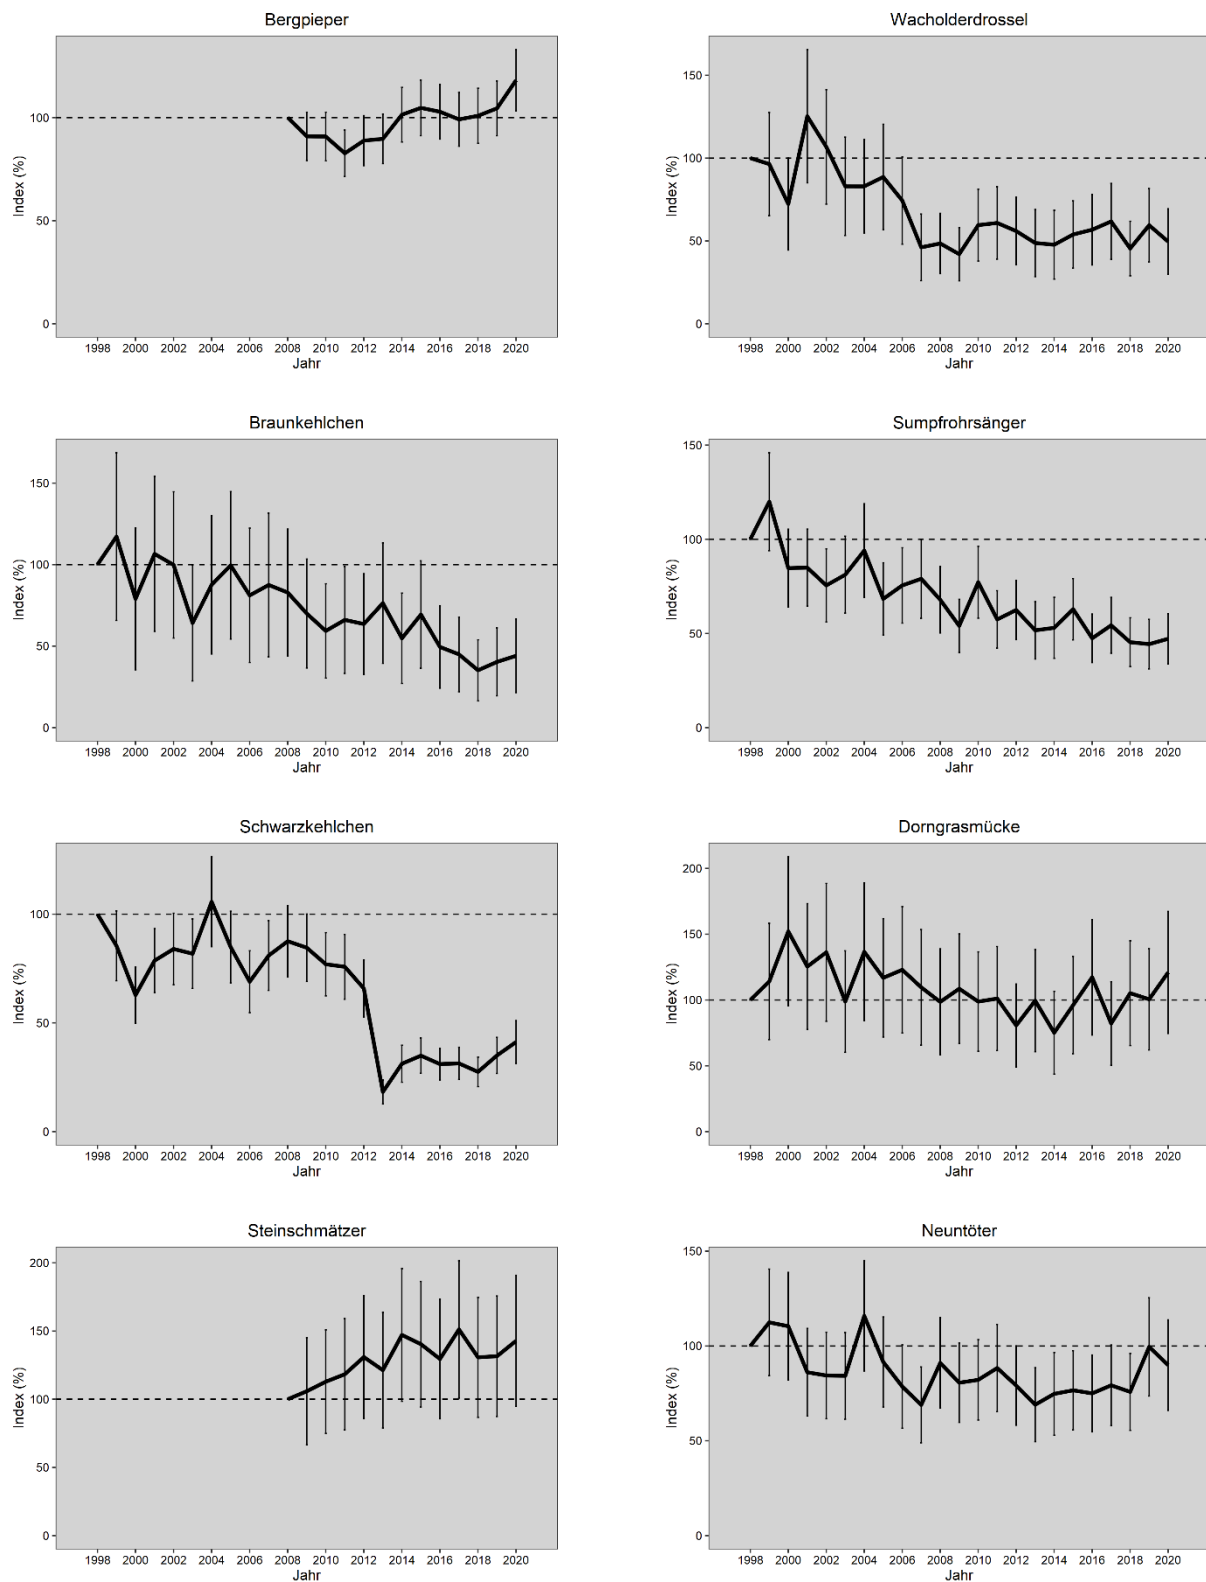 Bergpieper
Index (%)
100
50
0
1998 2000 2002 2004 2006 2008 2010 2012 2014 2016 2018 2020
Jahr
Wacholderdrossel
Index (%)
150
100
50
0
1998 2000 2002 2004 2006 2008 2010 2012 2014 2016 2018 2020
Jahr
Braunkehlchen
Index (%)
150
100
50
0
1998 2000 2002 2004 2006 2008 2010 2012 2014 2016 2018 2020
Jahr
Sumpfrohrsänger
Index (%)
150
100
50
0
1998 2000 2002 2004 2006 2008 2010 2012 2014 2016 2018 2020
Jahr
Schwarzkehlchen
Index (%)
100
50
0
1998 2000 2002 2004 2006 2008 2010 2012 2014 2016 2018 2020
Jahr
Dorngrasmücke
Index (%)
200
150
100
50
0
1998 2000 2002 2004 2006 2008 2010 2012 2014 2016 2018 2020
Jahr
Steinschmätzer
Index (%)
200
150
100
50
0
1998 2000 2002 2004 2006 2008 2010 2012 2014 2016 2018 2020
Jahr
Neuntöter
Index (%)
150
100
50
0
1998 2000 2002 2004 2006 2008 2010 2012 2014 2016 2018 2020
Jahr